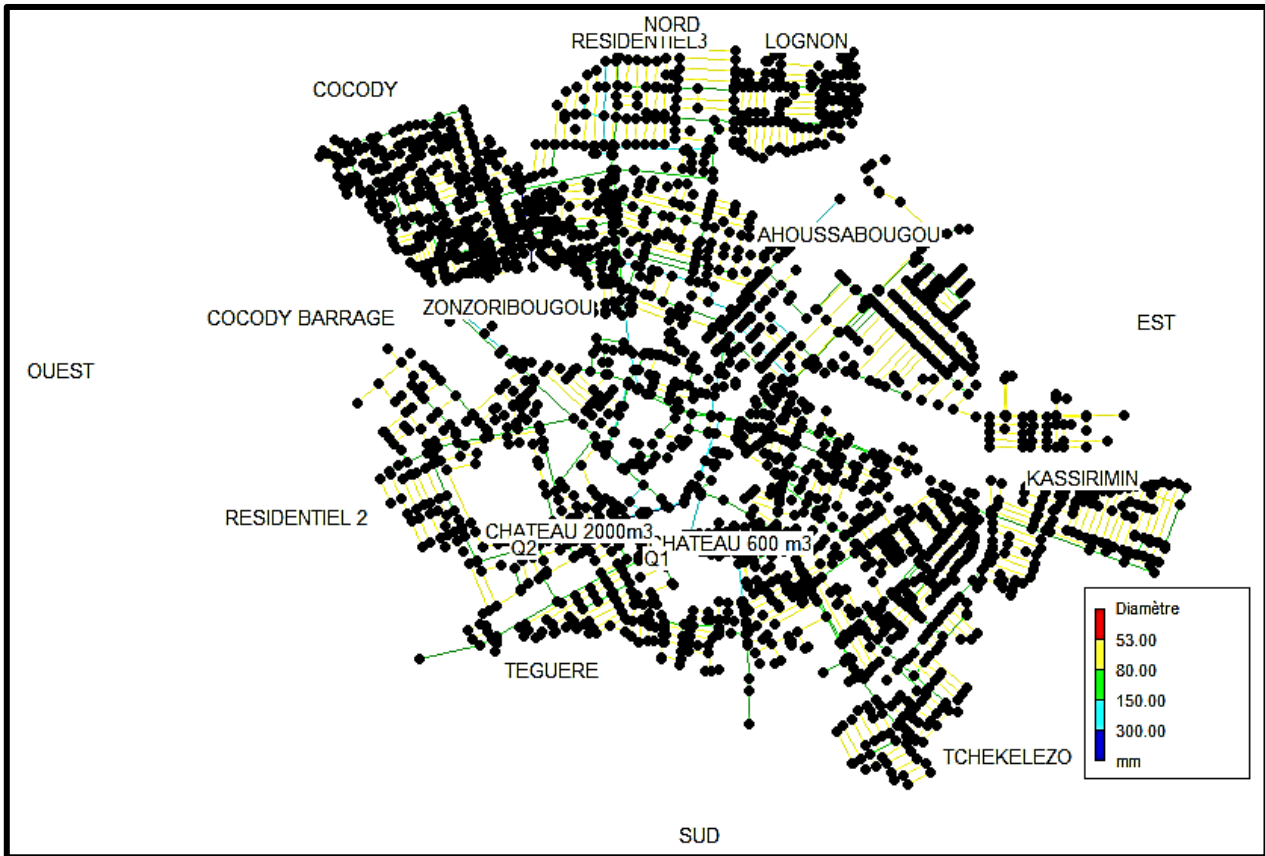 NORD
RESIDENTIEL3
LOGNON
COCODY
AHOUSSABOUGOU
ZONZORIBOUGOU
COCODY BARRAGE
EST
OUEST
KASSIRIMIN
RESIDENTIEL 2
CHATEAU 2000m3
CHATEAU 600 m3
Q2
Q1
Diamètre
53.00
80.00
150.00
300.00
mm
TEGUERE
TCHEKELEZO
SUD